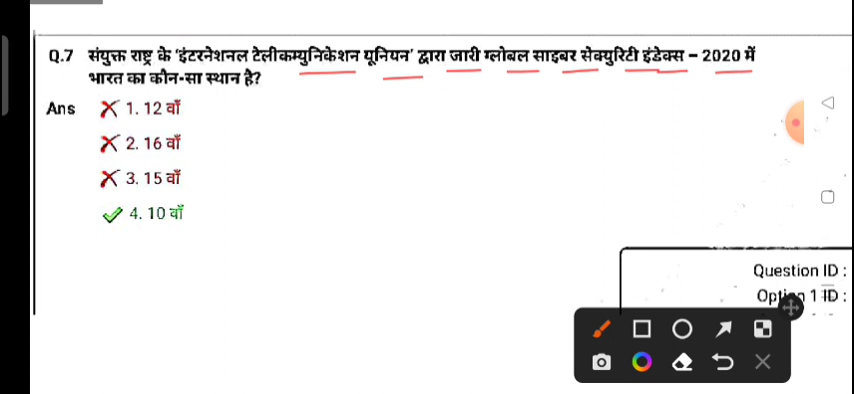 Q.7 संयुक्त राष्ट्र के 'इंटरनेशनल टेलीकम्युनिकेशन यूनियन' द्वारा जारी ग्लोबल साइबर सेक्युरिटी इंडेक्स – 2020 में
भारत का कौन-सा स्थान है?
Ans 1. 12 वाँ
2. 16 वाँ
3. 15 वाँ
4. 10 वाँ
Question ID :
Option 1 ID :